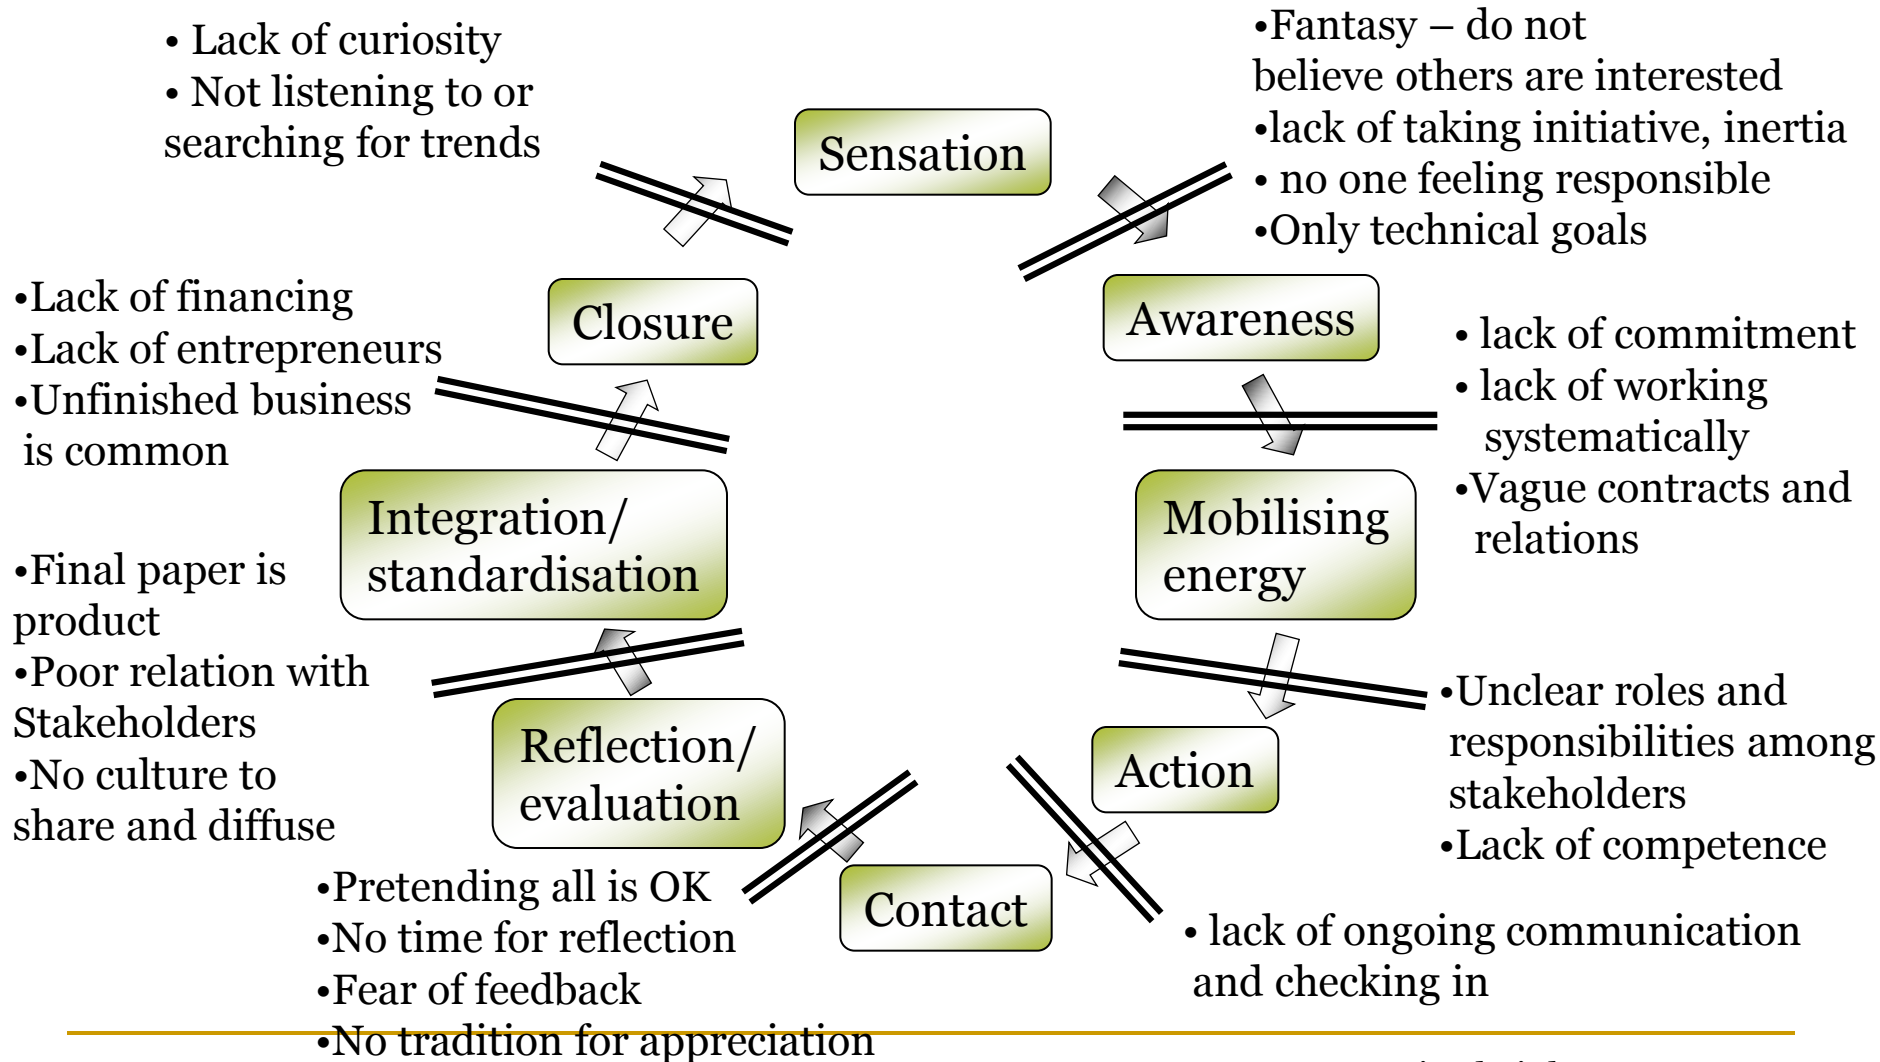 • Lack of curiosity
• Not listening to or
searching for trends
•Fantasy – do not
believe others are interested
•lack of taking initiative, inertia
• no one feeling responsible
•Only technical goals
Sensation
Awareness
• lack of commitment
• lack of working
systematically
•Vague contracts and
relations
Mobilising
energy
•Unclear roles and
responsibilities among
stakeholders
•Lack of competence
Action
• lack of ongoing communication
and checking in
Contact
•Pretending all is OK
•No time for reflection
•Fear of feedback
•No tradition for appreciation
Reflection/
evaluation
•Final paper is
product
•Poor relation with
Stakeholders
•No culture to
share and diffuse
Integration/
standardisation
•Lack of financing
•Lack of entrepreneurs
•Unfinished business
is common
Closure